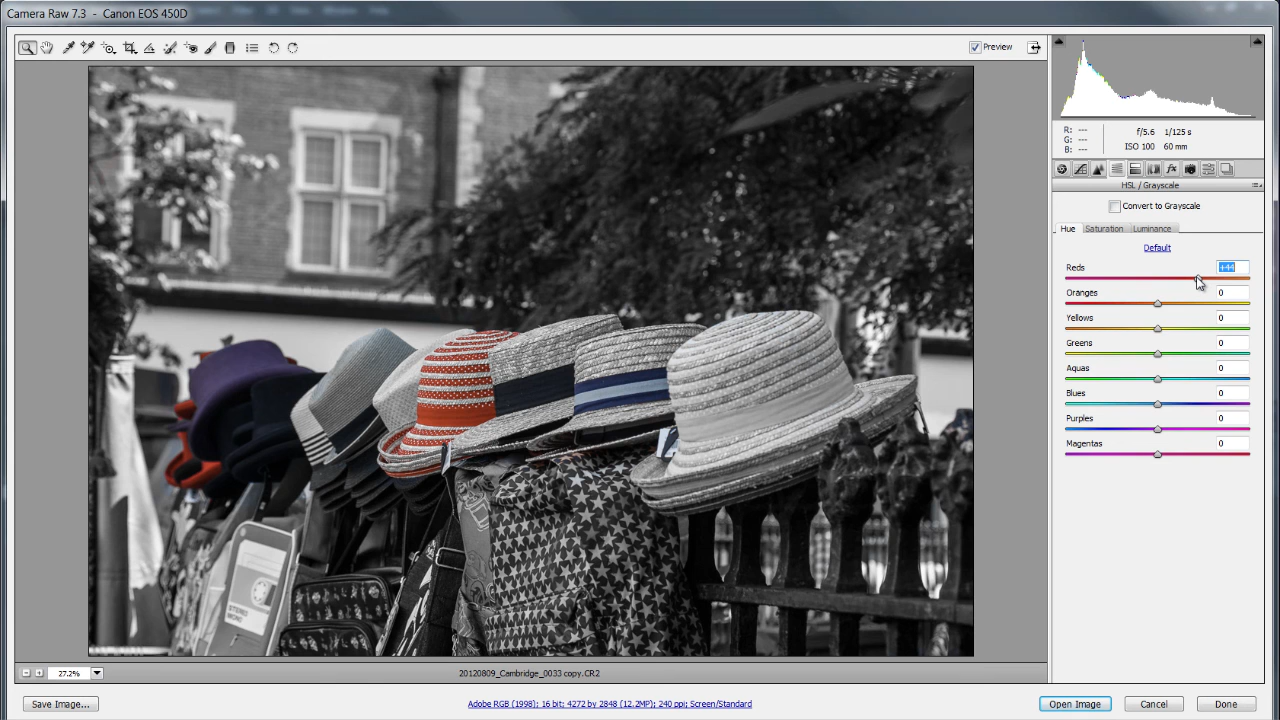 Camera Raw 7.3 - Canon EOS 450D
Preview
R: ---
G: ---
B: ---
f/5.6 1/125 s
ISO 100 60 mm
HSL / Grayscale
Convert to Grayscale
Hue Saturation Luminance
Default
Reds +44
Oranges 0
Yellows 0
Greens 0
Aquas 0
Blues 0
Purples 0
Magentas 0
STEREO
MONO
27.2%
20120809_Cambridge_0033 copy.CR2
Save Image...
Adobe RGB (1998); 16 bit; 4272 by 2848 (12.2MP); 240 ppi; Screen/Standard
Open Image
Cancel
Done